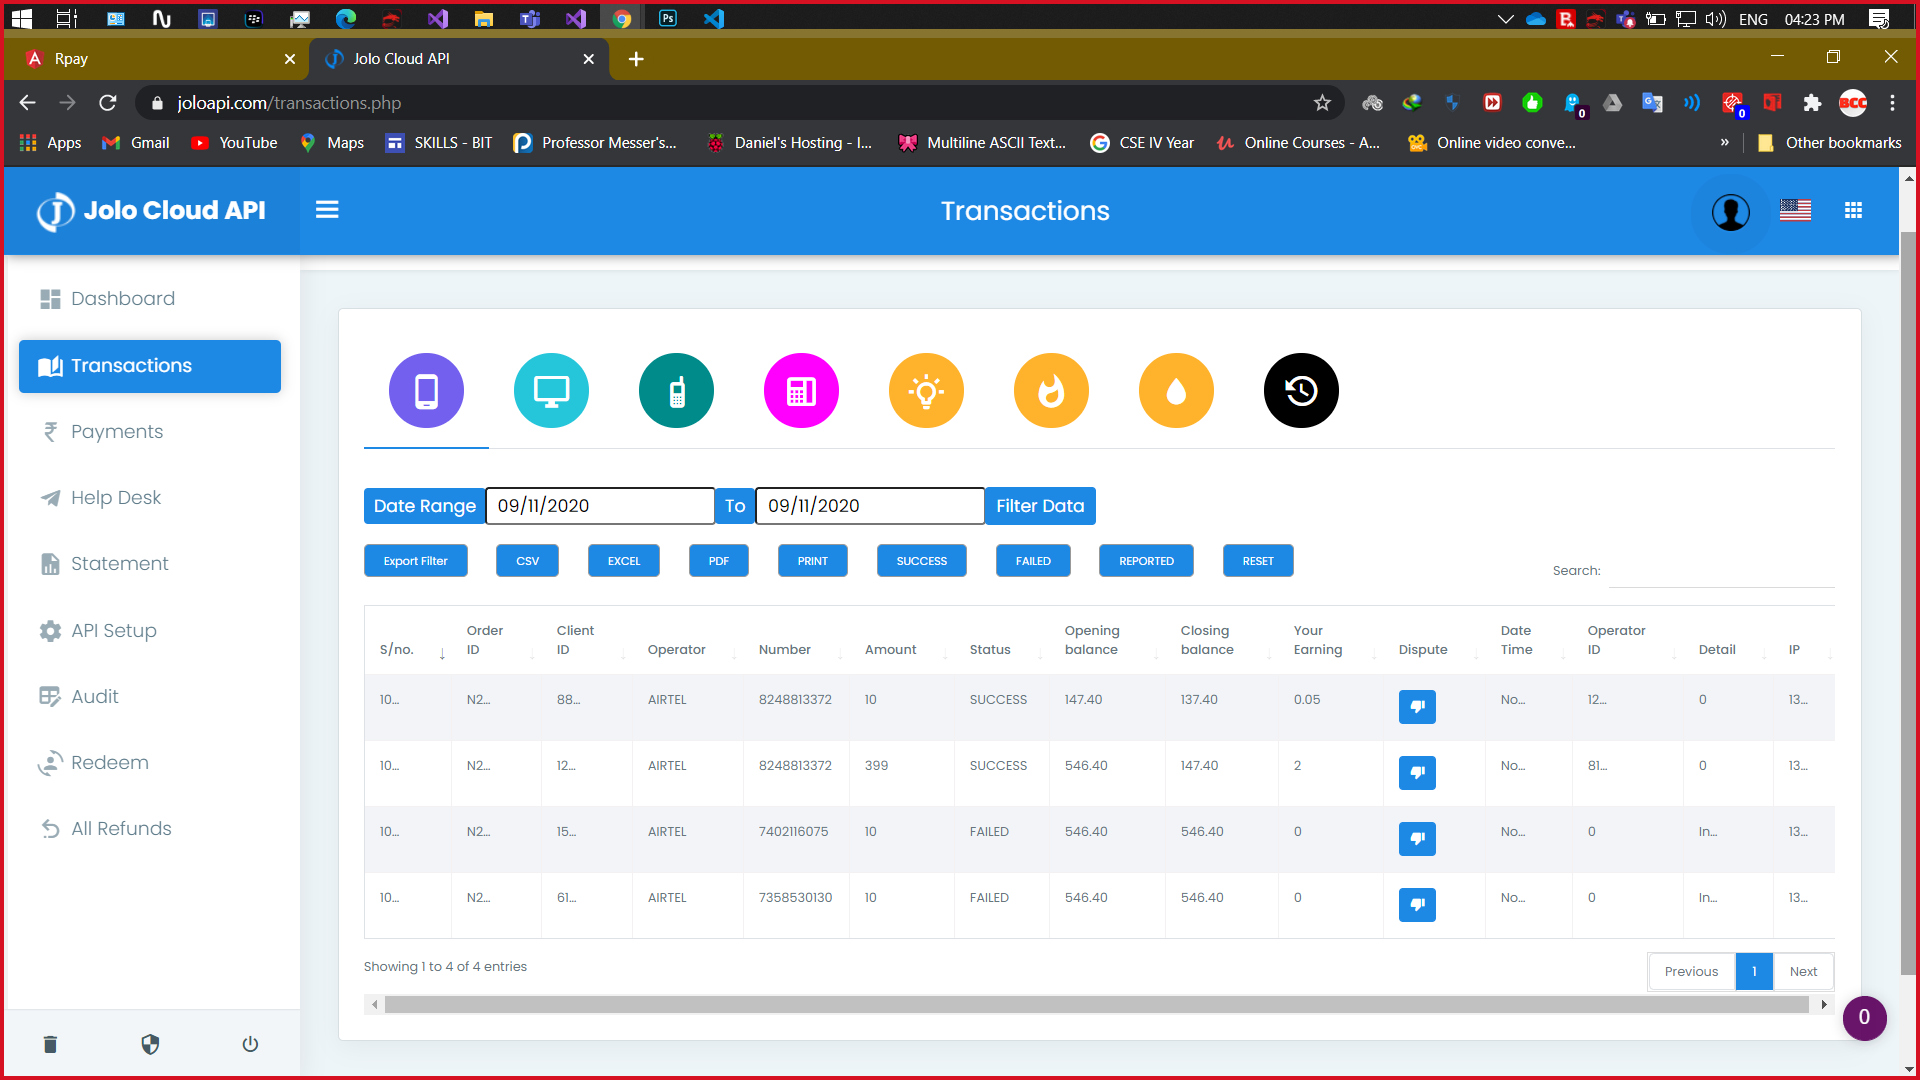 ENG 04:23 PM
Rpay
Jolo Cloud API
joloapi.com/transactions.php
Apps
Gmail
YouTube
Maps
SKILLS - BIT
Professor Messer's...
Daniel's Hosting - I...
Multiline ASCII Text...
CSE IV Year
Online Courses - A...
Online video conve...
»
Other bookmarks
Jolo Cloud API
Transactions
Dashboard
Transactions
Payments
Help Desk
Statement
API Setup
Audit
Redeem
All Refunds
Date Range 09/11/2020 To 09/11/2020 Filter Data
Export Filter CSV EXCEL PDF PRINT SUCCESS FAILED REPORTED RESET
Search:
S/no. Order ID Client ID Operator Number Amount Status Opening balance Closing balance Your Earning Dispute Date Time Operator ID Detail IP
10... N2... 88... AIRTEL 8248813372 10 SUCCESS 147.40 137.40 0.05 No... 12... 0 13...
10... N2... 12... AIRTEL 8248813372 399 SUCCESS 546.40 147.40 2 No... 81... 0 13...
10... N2... 15... AIRTEL 7402116075 10 FAILED 546.40 546.40 0 No... 0 In... 13...
10... N2... 61... AIRTEL 7358530130 10 FAILED 546.40 546.40 0 No... 0 In... 13...
Showing 1 to 4 of 4 entries
Previous 1 Next
0